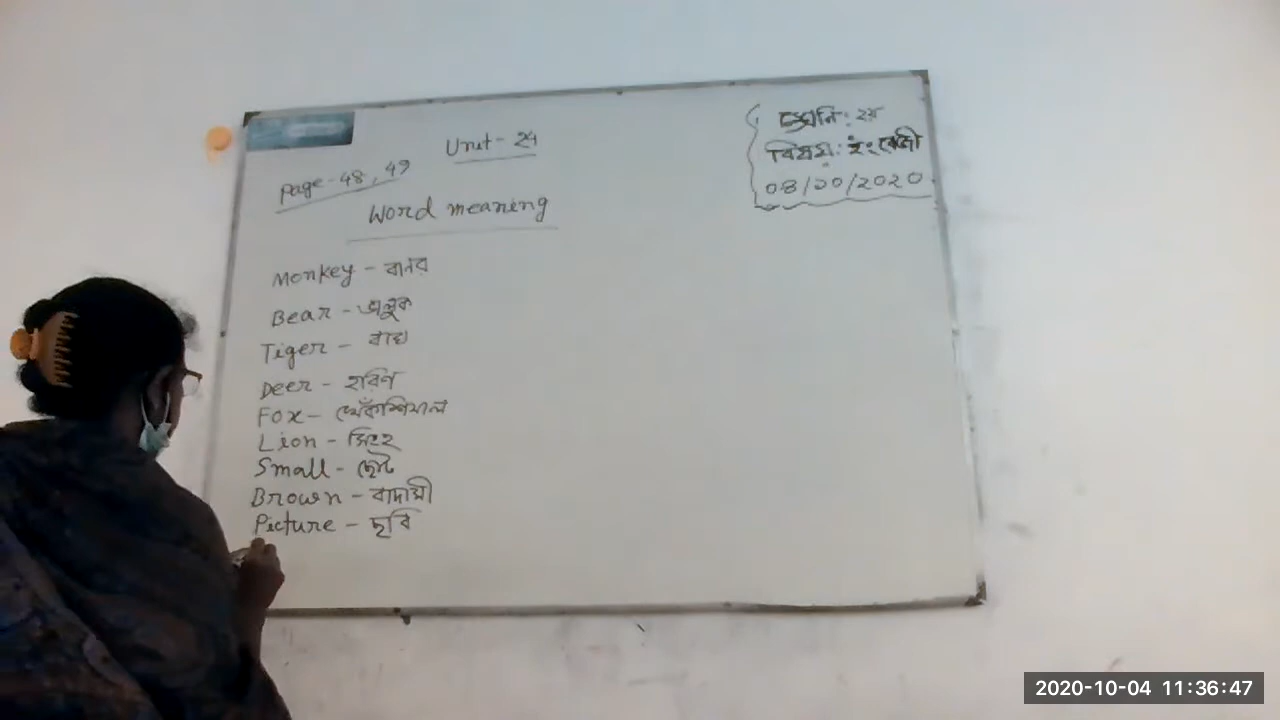 Unit - 24
Page - 48, 49
Word meaning
শ্রেনি: ২য়
বিষয়: ইংরেজী
04/10/2020
Monkey - বানর
Bear - ভল্লুক
Tiger - বাঘ
Deer - হরিণ
Fox - খেঁকশিয়াল
Lion - সিংহ
Small - ছোট
Brown - বাদামী
Picture - ছবি
2020-10-04 11:36:47